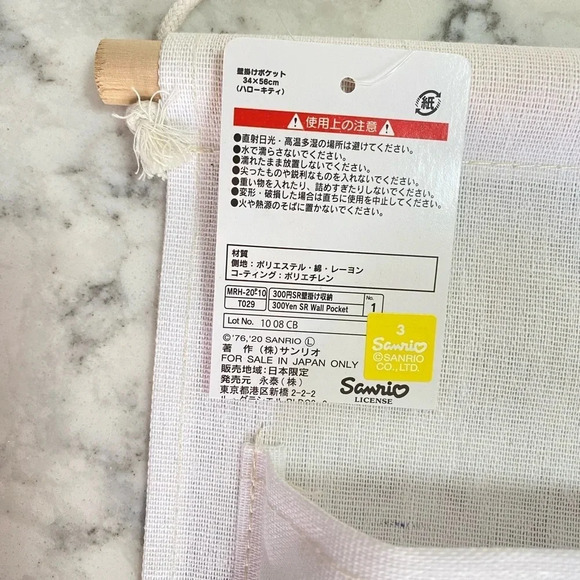 壁掛けポケット
34×56cm
(ハローキティ)
紙
使用上の注意
●直射日光・高温多湿の場所は避けてください。
●水で濡らさないでください。
●濡れたまま放置しないでください。
●尖ったものや鋭利なものを入れないでください。
●重い物を入れたり、詰めすぎたりしないでください。
●変形・破損した場合は直ちに使用を中止してください。
●火や熱源のそばに置かないでください。
材質
側地：ポリエステル・綿・レーヨン
コーティング：ポリエチレン
MRH-20-10 300円SR壁掛け収納 No.
T029 300Yen SR Wall Pocket 1
Lot No. 10 08 CB
©'76,'20 SANRIO Ⓛ
著 作 (株)サンリオ
FOR SALE IN JAPAN ONLY
販売地域：日本限定
発売元 永泰(株)
東京都港区新橋2-2-2
3
Sanrio
©SANRIO
CO.,LTD.
Sanrio
LICENSE